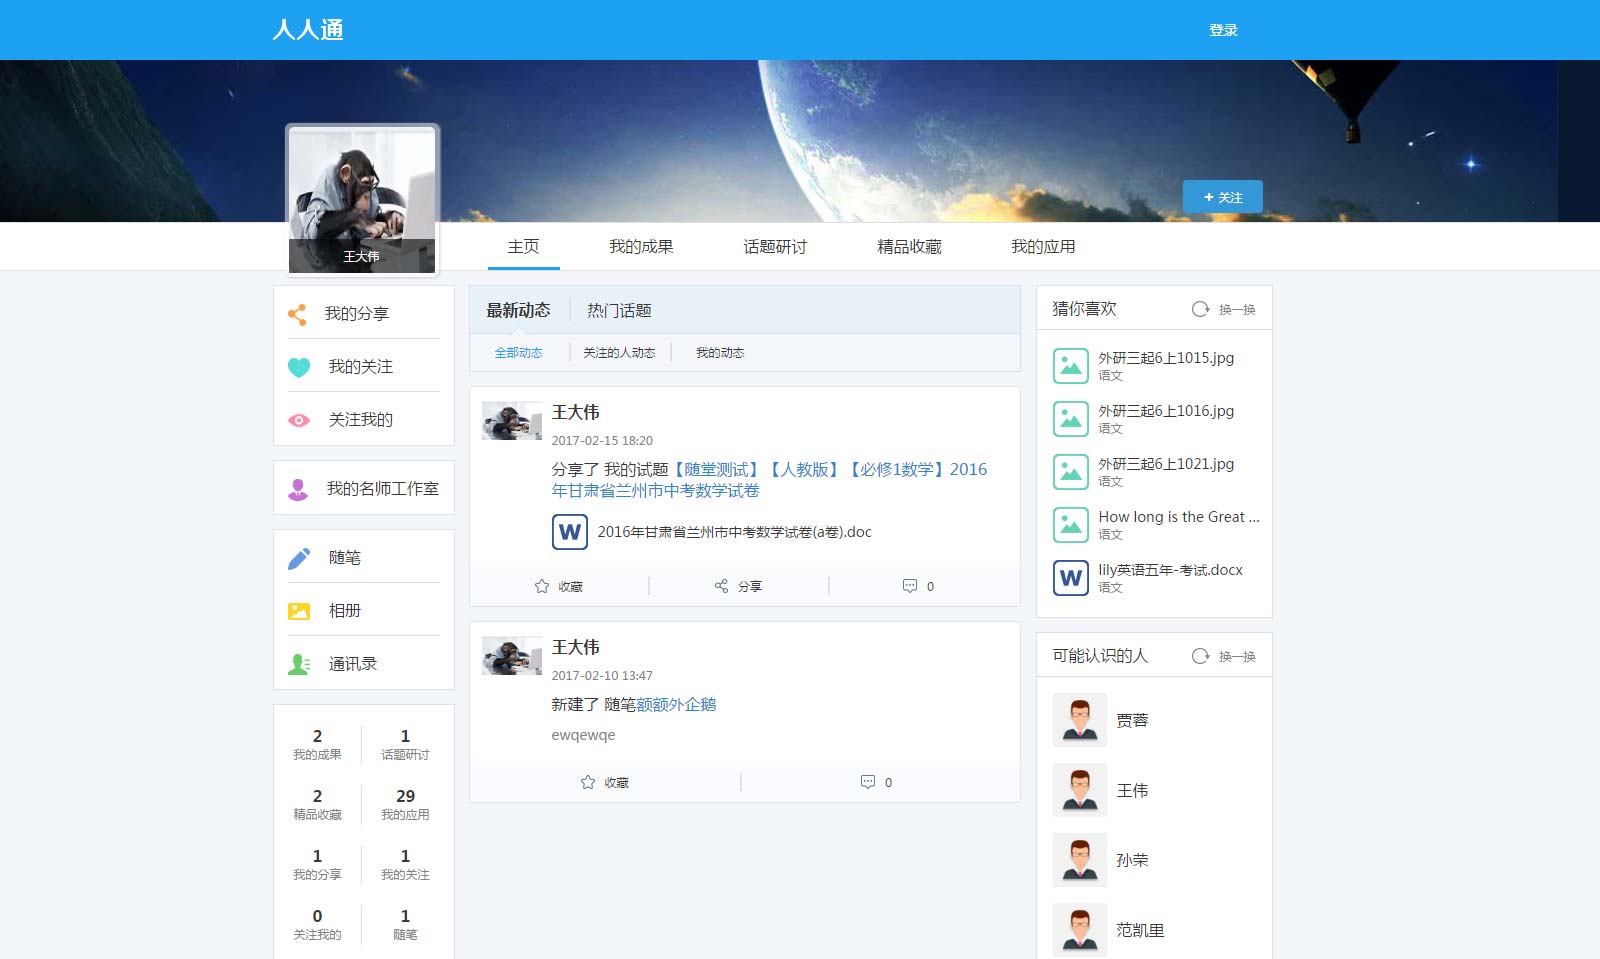 人人通
登录
+ 关注
王大伟
主页
我的成果
话题研讨
精品收藏
我的应用
我的分享
我的关注
关注我的
我的名师工作室
随笔
相册
通讯录
2
我的成果
1
话题研讨
2
精品收藏
29
我的应用
1
我的分享
1
我的关注
0
关注我的
1
随笔
最新动态
热门话题
全部动态
关注的人动态
我的动态
王大伟
2017-02-15 18:20
分享了 我的试题【随堂测试】【人教版】【必修1数学】2016
年甘肃省兰州市中考数学试卷
W
2016年甘肃省兰州市中考数学试卷(a卷).doc
收藏
分享
0
王大伟
2017-02-10 13:47
新建了 随笔额额外企鹅
ewqewqe
收藏
0
猜你喜欢
换一换
外研三起6上1015.jpg
语文
外研三起6上1016.jpg
语文
外研三起6上1021.jpg
语文
How long is the Great ...
语文
W
lily英语五年-考试.docx
语文
可能认识的人
换一换
贾蓉
王伟
孙荣
范凯里